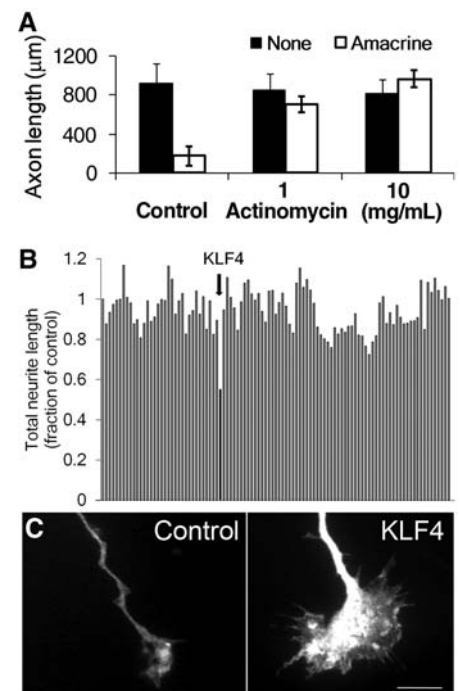 A
None Amacrine
Axon length (μm)
1200
800
400
0
1 10
Control Actinomycin (mg/mL)
B
KLF4
Total neurite length
(fraction of control)
1.2
1
0.8
0.6
0.4
0.2
0
C Control KLF4